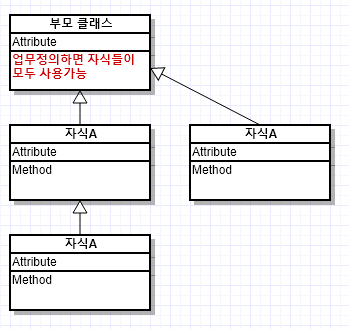 부모 클래스
Attribute
업무정의하면 자식들이
모두 사용가능
자식A
Attribute
Method
자식A
Attribute
Method
자식A
Attribute
Method